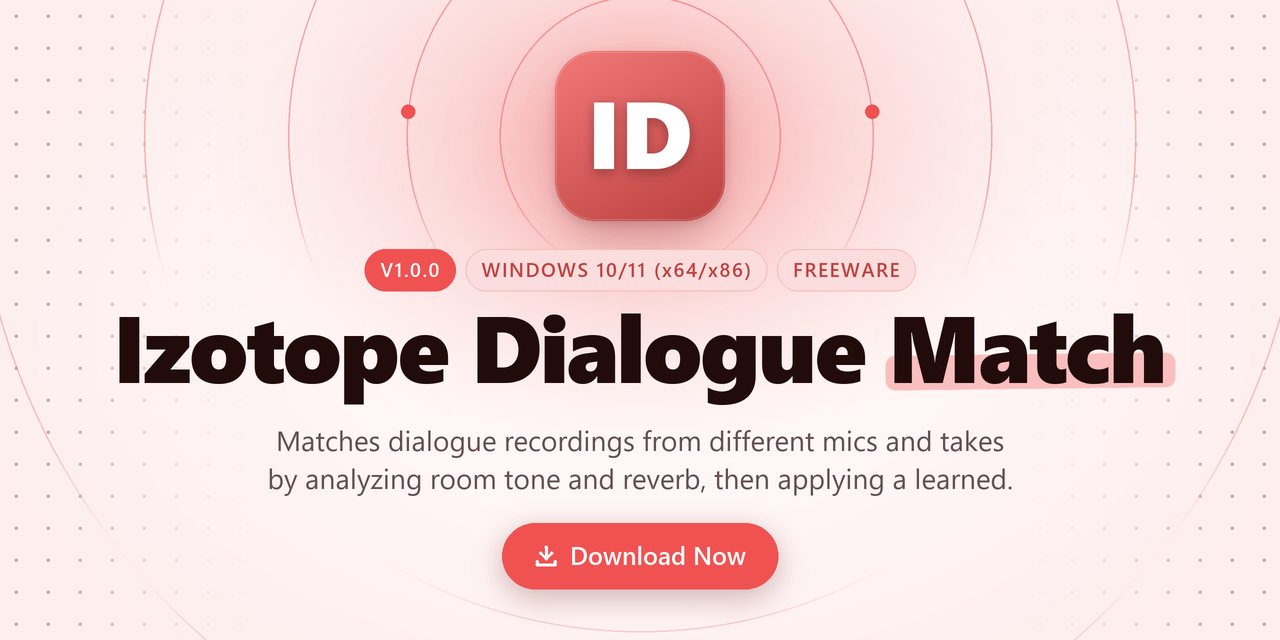 ID
V1.0.0
WINDOWS 10/11 (x64/x86)
FREEWARE
Izotope Dialogue Match
Matches dialogue recordings from different mics and takes
by analyzing room tone and reverb, then applying a learned.
Download Now